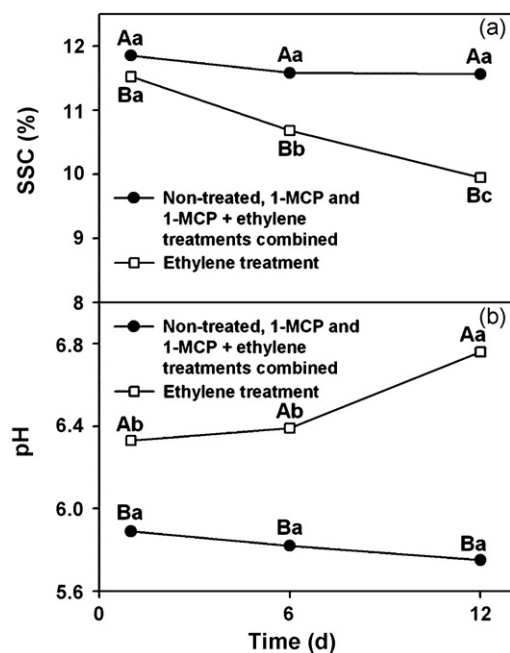 (a)
12
Aa
Aa
Aa
11
Ba
Bb
SSC (%)
10
Bc
Non-treated, 1-MCP and
1-MCP + ethylene
treatments combined
Ethylene treatment
9
8
(b)
Non-treated, 1-MCP and
1-MCP + ethylene
treatments combined
Ethylene treatment
6.8
Aa
Ab
Ab
6.4
pH
6.0
Ba
Ba
Ba
5.6
0
6
12
Time (d)